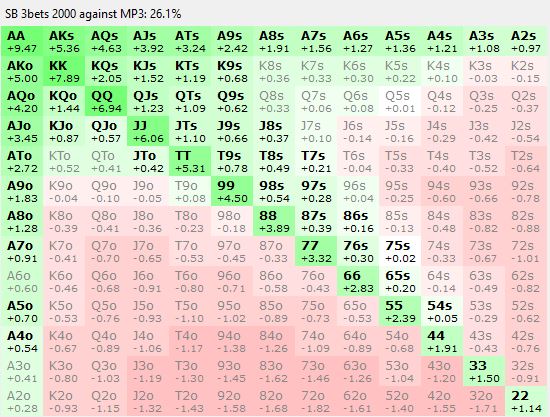 SB 3bets 2000 against MP3: 26.1%
AA AKs AQs AJs ATs A9s A8s A7s A6s A5s A4s A3s A2s
+9.47 +5.36 +4.63 +3.92 +3.24 +2.42 +1.91 +1.56 +1.27 +1.36 +1.21 +1.08 +0.97
AKo KK KQs KJs KTs K9s K8s K7s K6s K5s K4s K3s K2s
+5.00 +7.89 +2.05 +1.52 +1.19 +0.68 +0.36 +0.33 +0.30 +0.22 +0.10 -0.03 -0.15
AQo KQo QQ QJs QTs Q9s Q8s Q7s Q6s Q5s Q4s Q3s Q2s
+4.20 +1.44 +6.94 +1.23 +1.09 +0.62 +0.33 -0.06 +0.08 +0.01 -0.12 -0.25 -0.37
AJo KJo QJo JJ JTs J9s J8s J7s J6s J5s J4s J3s J2s
+3.45 +0.87 +0.57 +6.06 +1.10 +0.66 +0.37 +0.10 -0.14 -0.16 -0.29 -0.42 -0.54
ATo KTo QTo JTo TT T9s T8s T7s T6s T5s T4s T3s T2s
+2.72 +0.52 +0.41 +0.42 +5.31 +0.78 +0.49 +0.21 -0.04 -0.33 -0.40 -0.52 -0.64
A9o K9o Q9o J9o T9o 99 98s 97s 96s 95s 94s 93s 92s
+1.83 -0.04 -0.10 -0.05 +0.08 +4.50 +0.54 +0.28 +0.04 -0.25 -0.60 -0.66 -0.78
A8o K8o Q8o J8o T8o 98o 88 87s 86s 85s 84s 83s 82s
+1.28 -0.39 -0.41 -0.36 -0.23 -0.18 +3.89 +0.39 +0.16 -0.13 -0.48 -0.82 -0.88
A7o K7o Q7o J7o T7o 97o 87o 77 76s 75s 74s 73s 72s
+0.91 -0.41 -0.70 -0.65 -0.53 -0.45 -0.33 +3.32 +0.30 +0.02 -0.33 -0.67 -1.01
A6o K6o Q6o J6o T6o 96o 86o 76o 66 65s 64s 63s 62s
+0.60 -0.46 -0.68 -0.91 -0.80 -0.71 -0.58 -0.43 +2.83 +0.20 -0.14 -0.49 -0.82
A5o K5o Q5o J5o T5o 95o 85o 75o 65o 55 54s 53s 52s
+0.70 -0.53 -0.76 -0.93 -1.10 -1.02 -0.89 -0.73 -0.53 +2.39 +0.05 -0.29 -0.62
A4o K4o Q4o J4o T4o 94o 84o 74o 64o 54o 44 43s 42s
+0.54 -0.67 -0.89 -1.06 -1.17 -1.38 -1.26 -1.09 -0.89 -0.68 +1.91 -0.43 -0.76
A3o K3o Q3o J3o T3o 93o 83o 73o 63o 53o 43o 33 32s
+0.41 -0.80 -1.03 -1.19 -1.30 -1.45 -1.62 -1.46 -1.26 -1.04 -1.20 +1.50 -0.91
A2o K2o Q2o J2o T2o 92o 82o 72o 62o 52o 42o 32o 22
+0.28 -0.93 -1.15 -1.32 -1.43 -1.58 -1.68 -1.82 -1.61 -1.40 -1.55 -1.71 +1.14